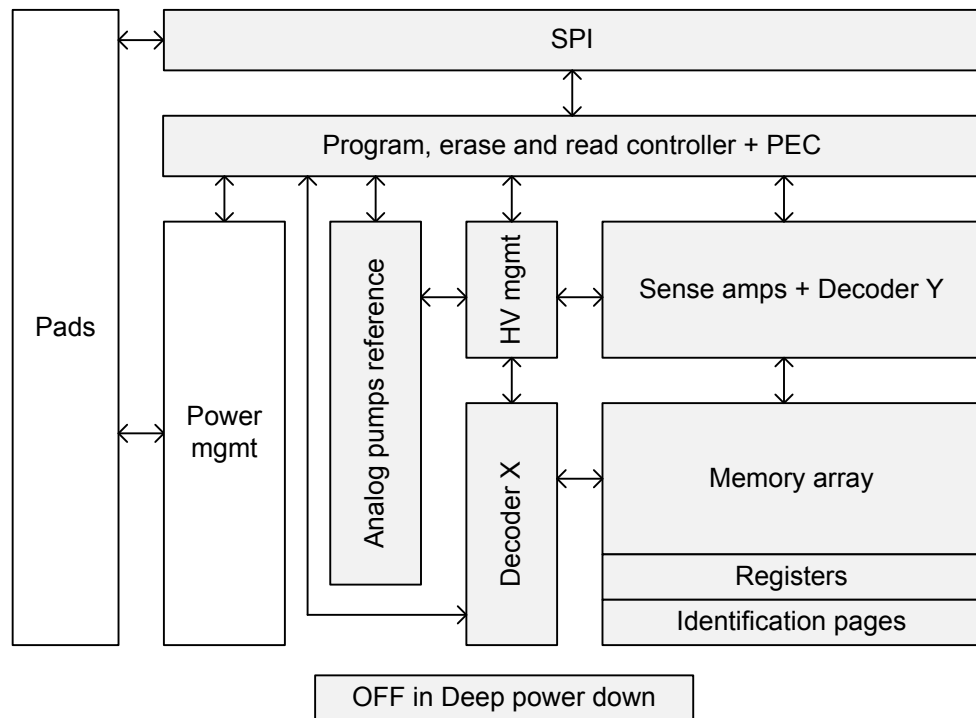 SPI
Program, erase and read controller + PEC
Pads
Power
mgmt
Analog pumps reference
HV mgmt
Sense amps + Decoder Y
Decoder X
Memory array
Registers
Identification pages
OFF in Deep power down